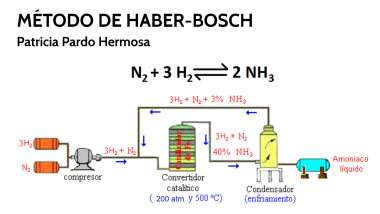 MÉTODO DE HABER-BOSCH
Patricia Pardo Hermosa
N₂ + 3 H₂ ⇌ 2 NH₃
3H₂ + N₂ + 3% NH₃
3H₂
N₂
3H₂ + N₂
compresor
Convertidor
catalítico
( 200 atm y 500 ºC)
3H₂ + N₂
40% NH₃
Condensador
(enfriamiento)
Amoniaco
líquido